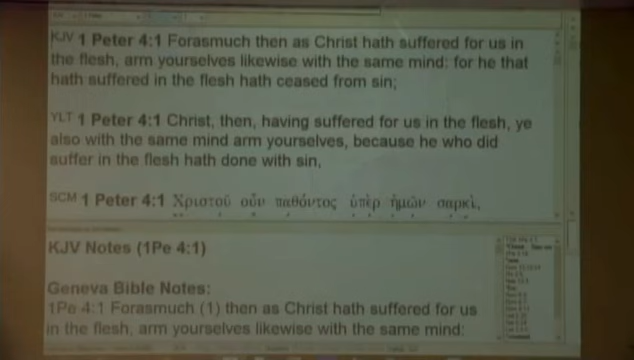 KJV 1 Peter 4:1 Forasmuch then as Christ hath suffered for us in
the flesh, arm yourselves likewise with the same mind: for he that
hath suffered in the flesh hath ceased from sin;
YLT 1 Peter 4:1 Christ, then, having suffered for us in the flesh, ye
also with the same mind arm yourselves, because he who did
suffer in the flesh hath done with sin,
SCM 1 Peter 4:1 Χριστοῦ οὖν παθόντος ὑπὲρ ἡμῶν σαρκὶ,
KJV Notes (1Pe 4:1)
Geneva Bible Notes:
1Pe 4:1 Forasmuch (1) then as Christ hath suffered for us
in the flesh, arm yourselves likewise with the same mind: